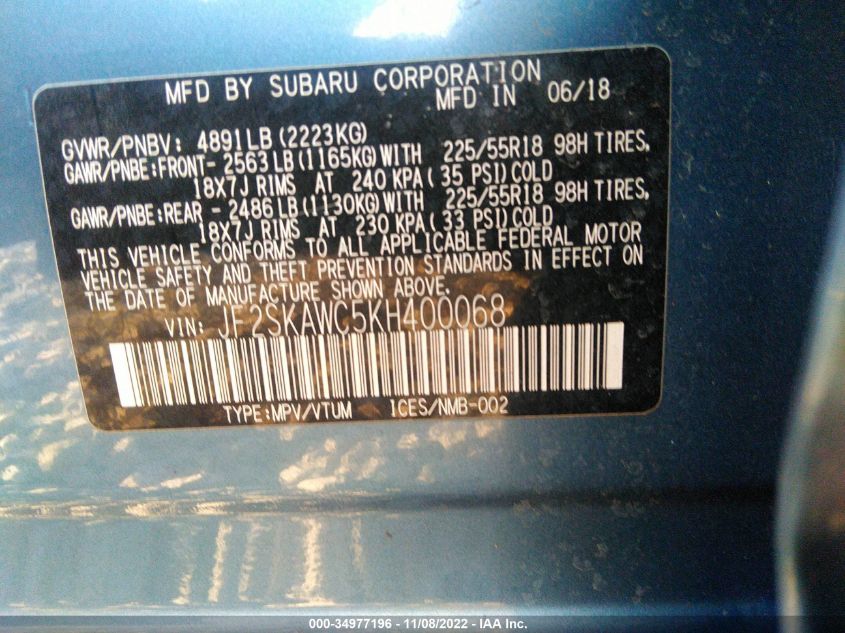 MFD BY SUBARU CORPORATION
MFD IN 06/18
GVWR/PNBV: 4891LB(2223KG)
GAWR/PNBE:FRONT- 2563LB(1165KG)WITH 225/55R18 98H TIRES,
18X7J RIMS AT 240 KPA( 35 PSI)COLD
GAWR/PNBE:REAR - 2486LB(1130KG)WITH 225/55R18 98H TIRES,
18X7J RIMS AT 230 KPA( 33 PSI)COLD
THIS VEHICLE CONFORMS TO ALL APPLICABLE FEDERAL MOTOR
VEHICLE SAFETY AND THEFT PREVENTION STANDARDS IN EFFECT ON
THE DATE OF MANUFACTURE SHOWN ABOVE.
VIN: JF2SKAWC5KH400068
TYPE:MPV/VTUM ICES/NMB-002
000-34977196 - 11/08/2022 - IAA Inc.